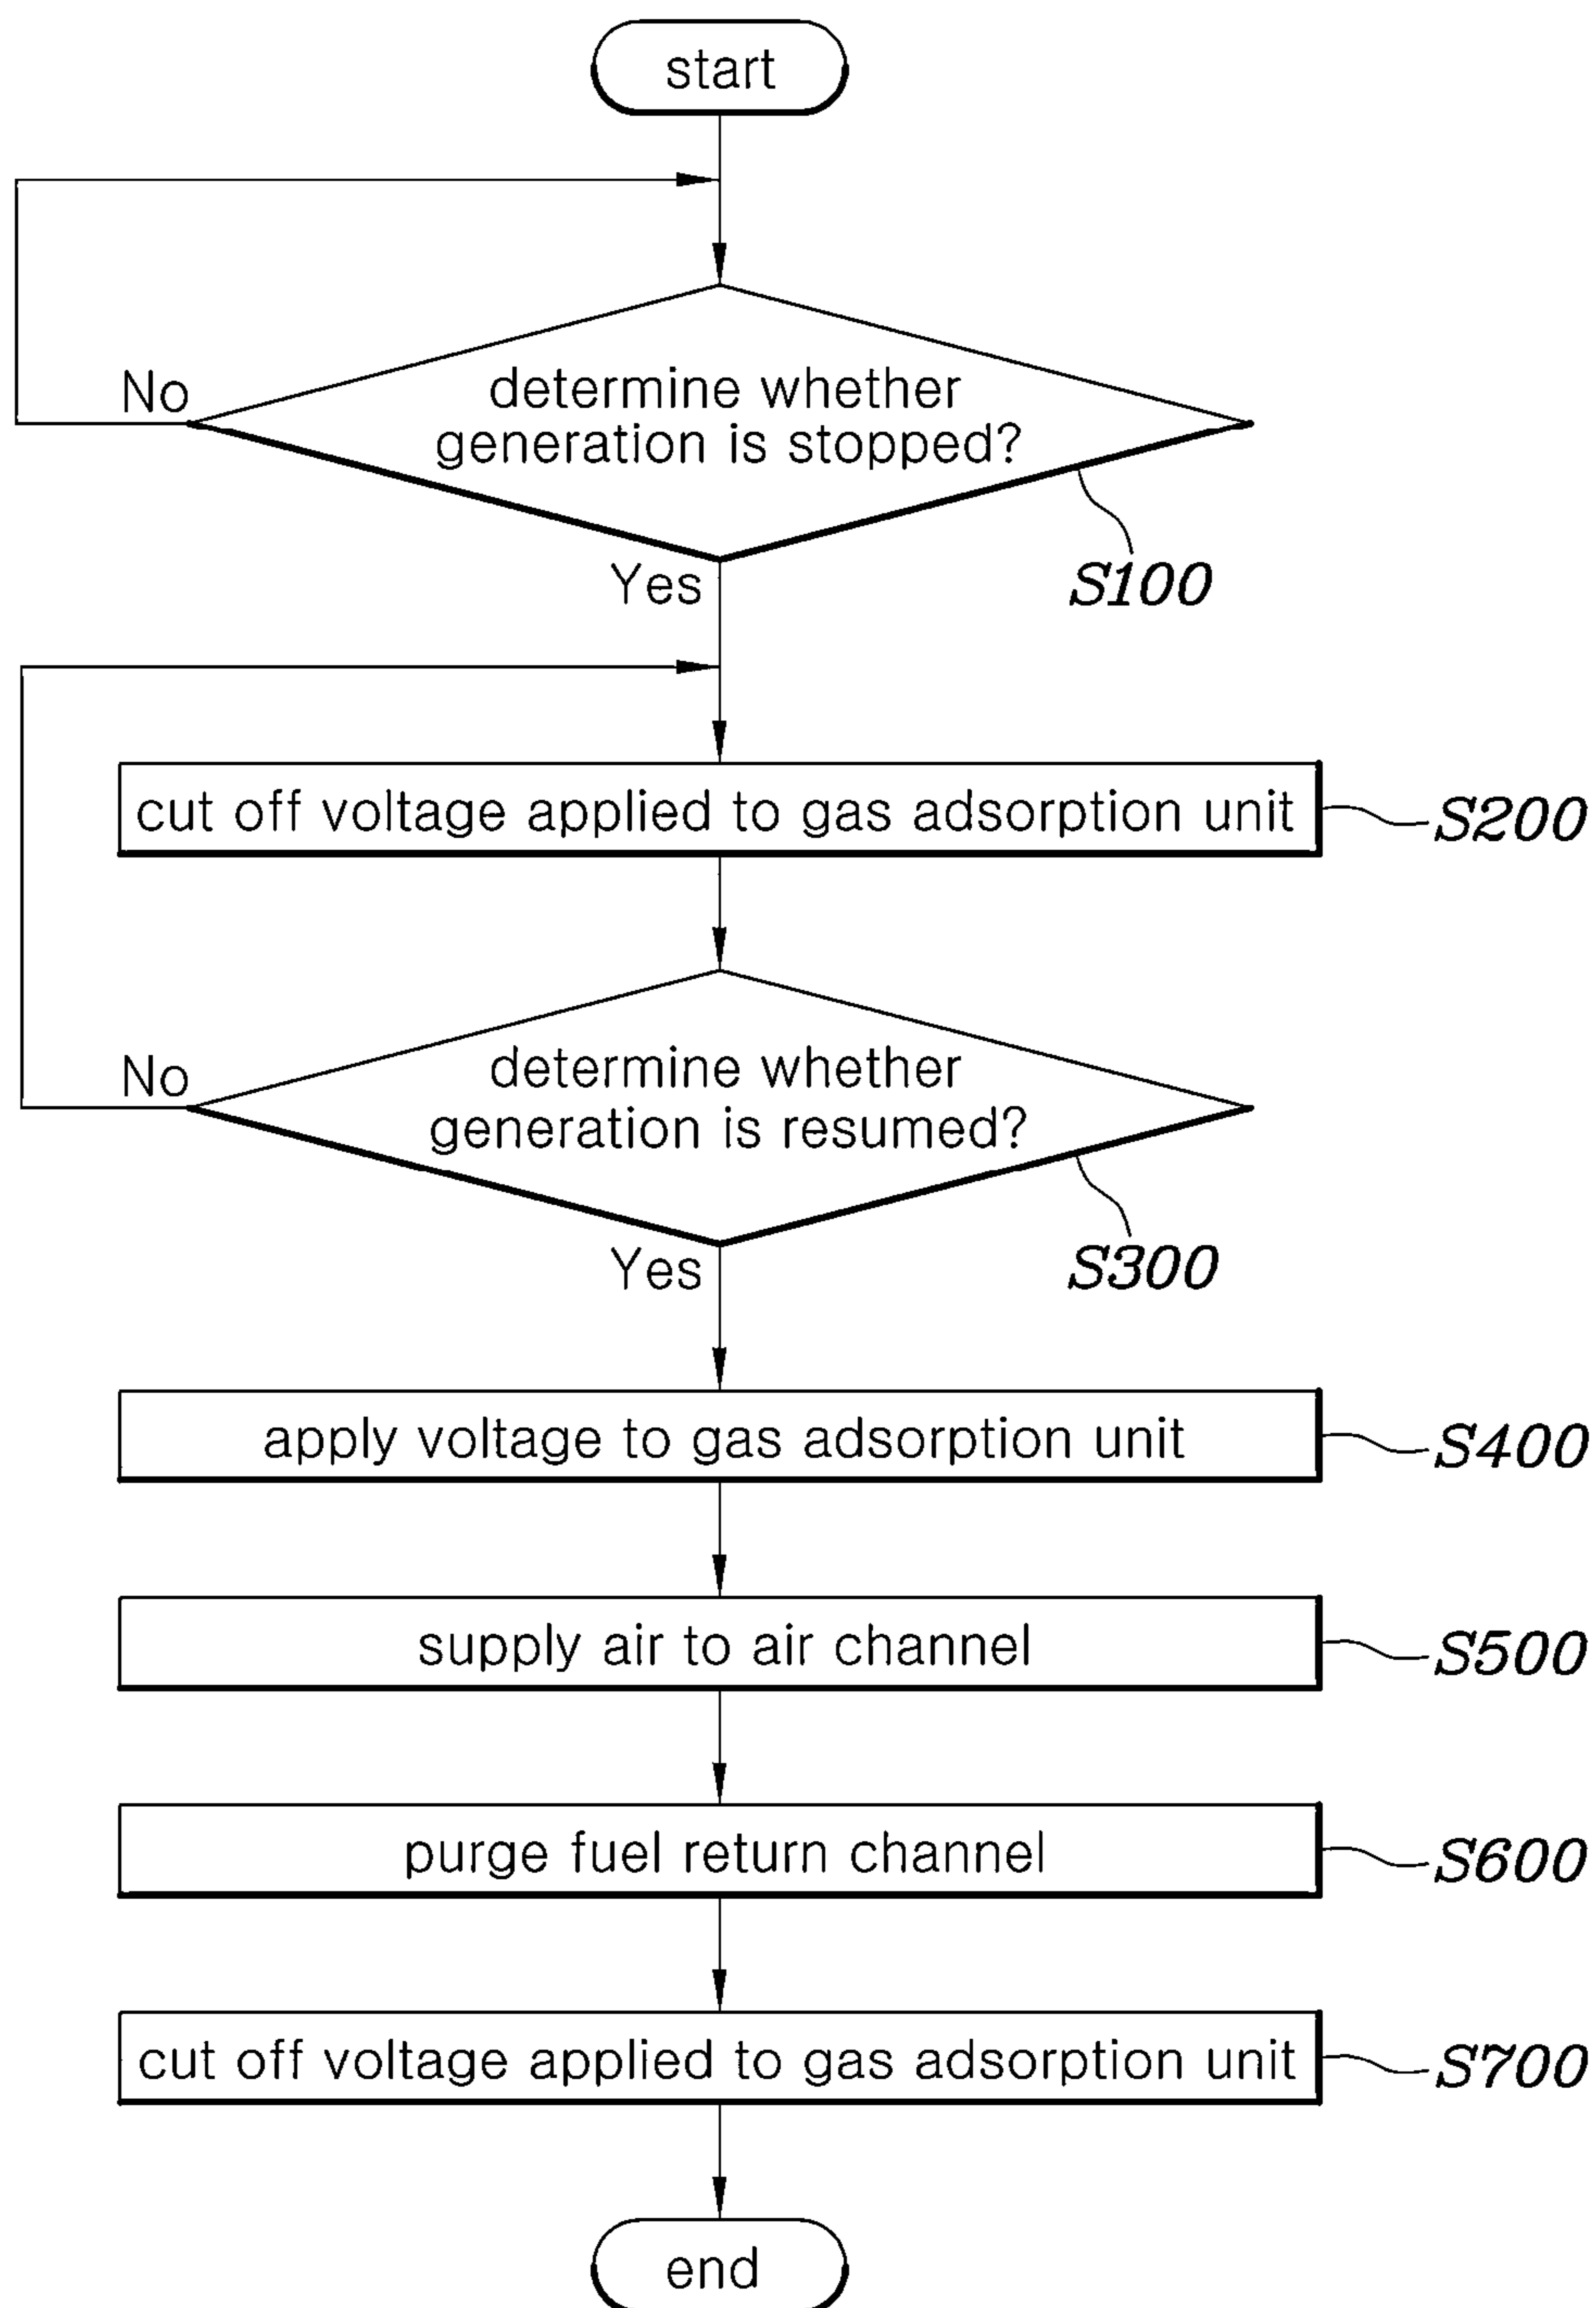 start
No
determine whether
generation is stopped?
Yes
S100
cut off voltage applied to gas adsorption unit
S200
No
determine whether
generation is resumed?
Yes
S300
apply voltage to gas adsorption unit
S400
supply air to air channel
S500
purge fuel return channel
S600
cut off voltage applied to gas adsorption unit
S700
end